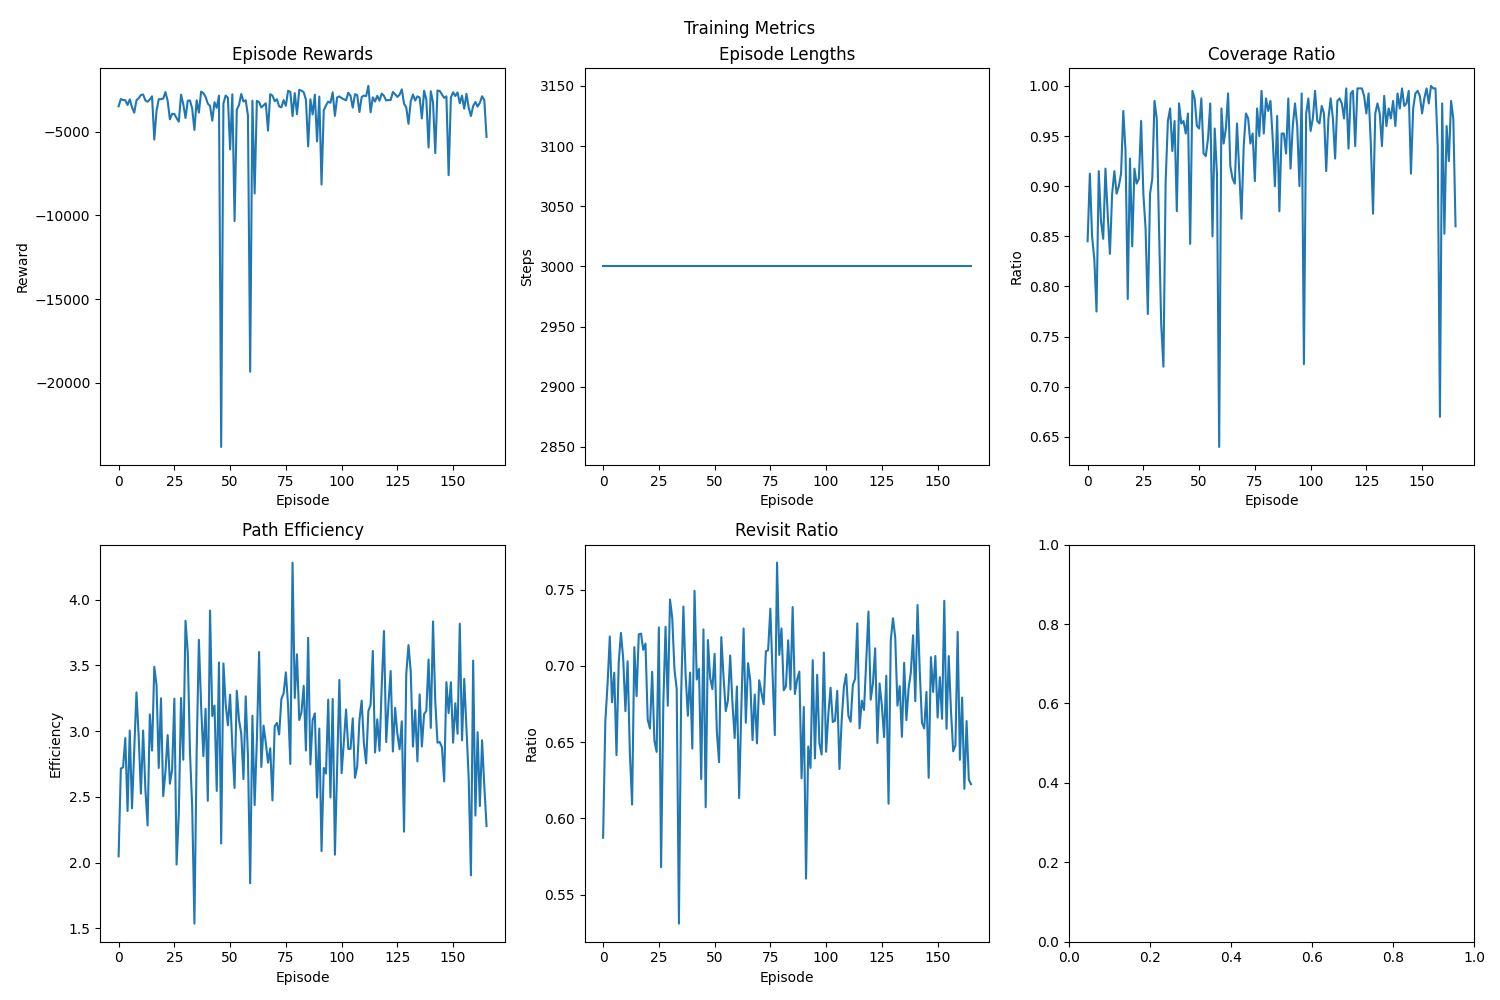 Training Metrics
Episode Rewards
Reward
−5000
−10000
−15000
−20000
0 25 50 75 100 125 150
Episode
Episode Lengths
Steps
3150
3100
3050
3000
2950
2900
2850
0 25 50 75 100 125 150
Episode
Coverage Ratio
Ratio
1.00
0.95
0.90
0.85
0.80
0.75
0.70
0.65
0 25 50 75 100 125 150
Episode
Path Efficiency
Efficiency
4.0
3.5
3.0
2.5
2.0
1.5
0 25 50 75 100 125 150
Episode
Revisit Ratio
Ratio
0.75
0.70
0.65
0.60
0.55
0 25 50 75 100 125 150
Episode
1.0
0.8
0.6
0.4
0.2
0.0
0.0 0.2 0.4 0.6 0.8 1.0